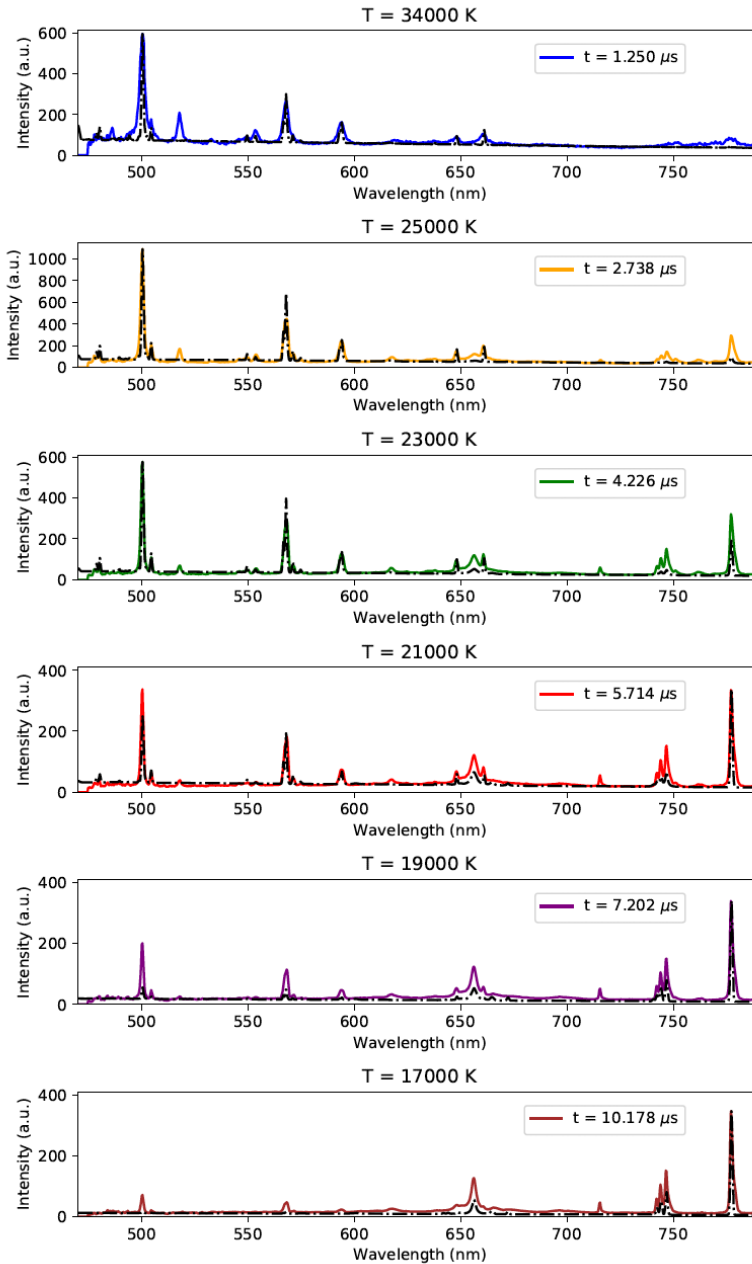 T = 34000 K
Intensity (a.u.)
600
400
200
0
t = 1.250 μs
500 550 600 650 700 750
Wavelength (nm)
T = 25000 K
Intensity (a.u.)
1000
800
600
400
200
0
t = 2.738 μs
500 550 600 650 700 750
Wavelength (nm)
T = 23000 K
Intensity (a.u.)
600
400
200
0
t = 4.226 μs
500 550 600 650 700 750
Wavelength (nm)
T = 21000 K
Intensity (a.u.)
400
200
0
t = 5.714 μs
500 550 600 650 700 750
Wavelength (nm)
T = 19000 K
Intensity (a.u.)
400
200
0
t = 7.202 μs
500 550 600 650 700 750
Wavelength (nm)
T = 17000 K
Intensity (a.u.)
400
200
0
t = 10.178 μs
500 550 600 650 700 750
Wavelength (nm)